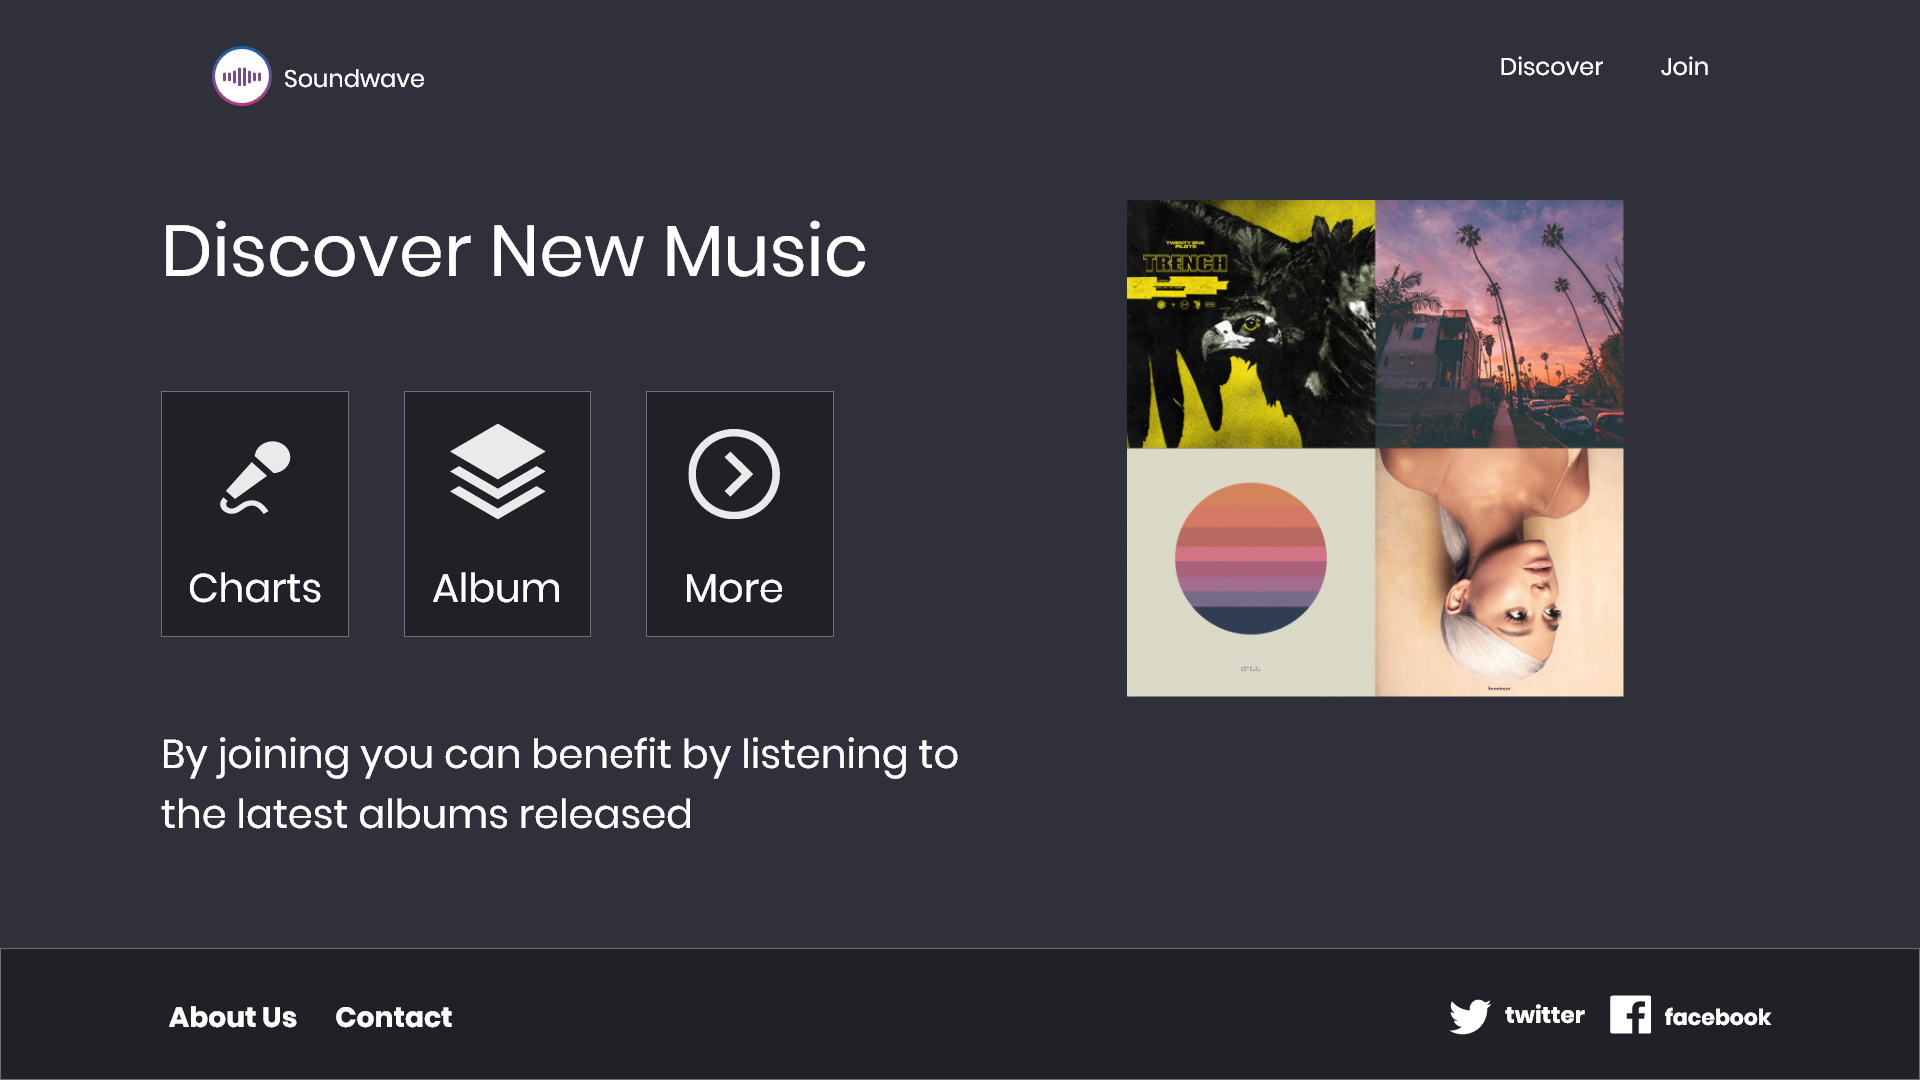 Soundwave
Discover
Join
Discover New Music
TWENTY ONE
PILOTS
TRENCH
Charts
Album
More
By joining you can benefit by listening to
the latest albums released
About Us
Contact
twitter
facebook